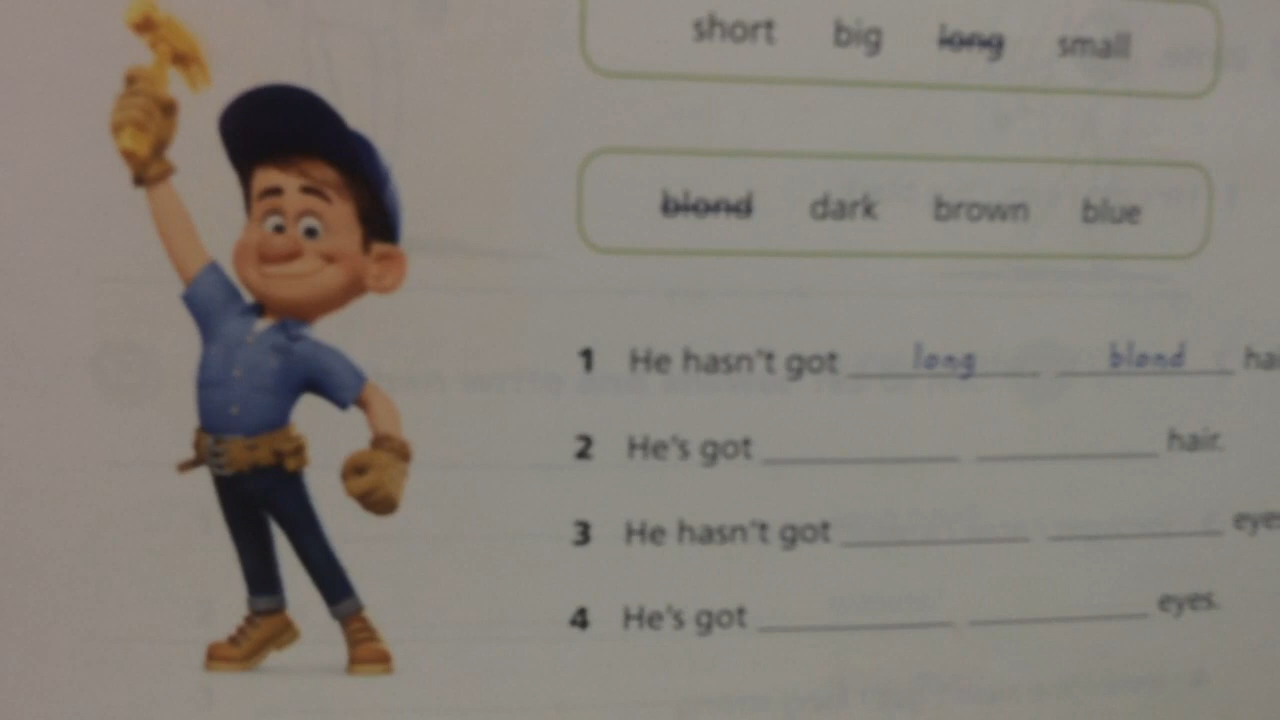 short big long small
blond dark brown blue
1 He hasn't got long blond
2 He's got hair.
3 He hasn't got
4 He's got eyes.